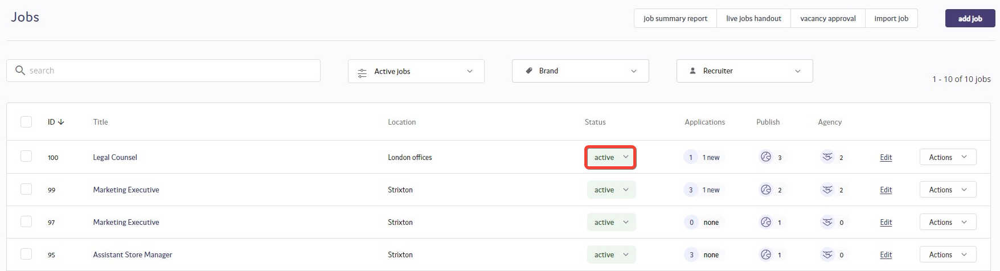 Jobs
job summary report live jobs handout vacancy approval import job add job
search Active jobs Brand Recruiter
1 - 10 of 10 jobs
ID Title Location Status Applications Publish Agency
100 Legal Counsel London offices active 1 1 new 3 2 Edit Actions
99 Marketing Executive Strixton active 3 1 new 2 2 Edit Actions
97 Marketing Executive Strixton active 0 none 1 0 Edit Actions
95 Assistant Store Manager Strixton active 3 none 1 0 Edit Actions